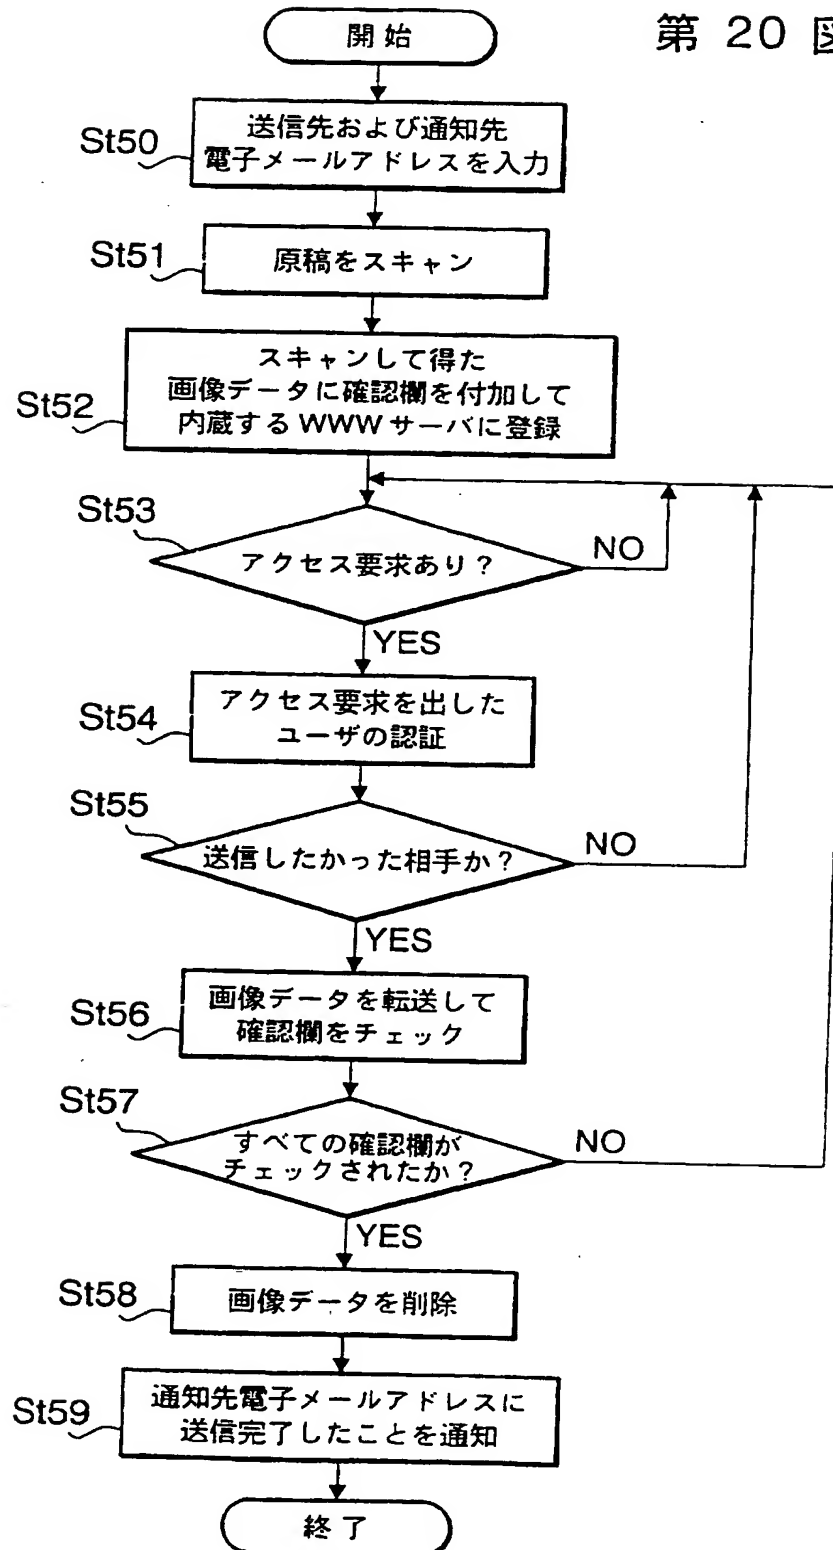 第 20 図
開始
St50
送信先および通知先
電子メールアドレスを入力
St51
原稿をスキャン
St52
スキャンして得た
画像データに確認欄を付加して
内蔵する WWW サーバに登録
St53
アクセス要求あり?
NO
YES
St54
アクセス要求を出した
ユーザの認証
St55
送信したかった相手か?
NO
YES
St56
画像データを転送して
確認欄をチェック
St57
すべての確認欄が
チェックされたか?
NO
YES
St58
画像データを削除
St59
通知先電子メールアドレスに
送信完了したことを通知
終了